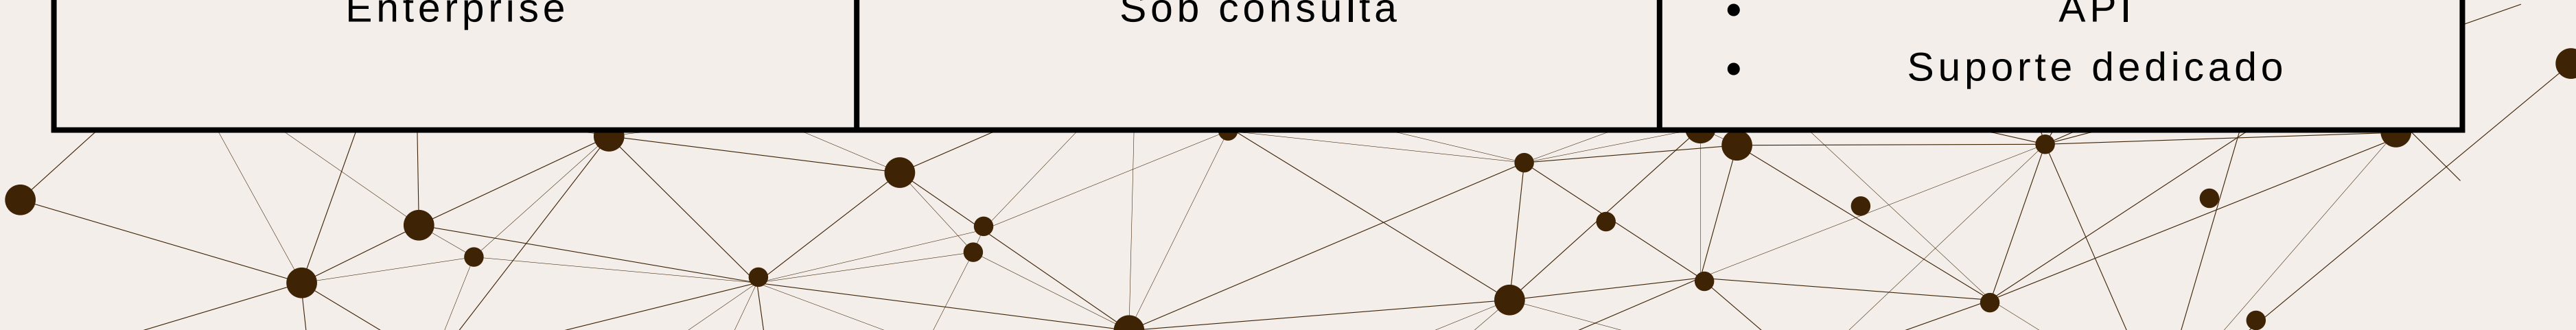 Enterprise
Sob consulta
• API
• Suporte dedicado